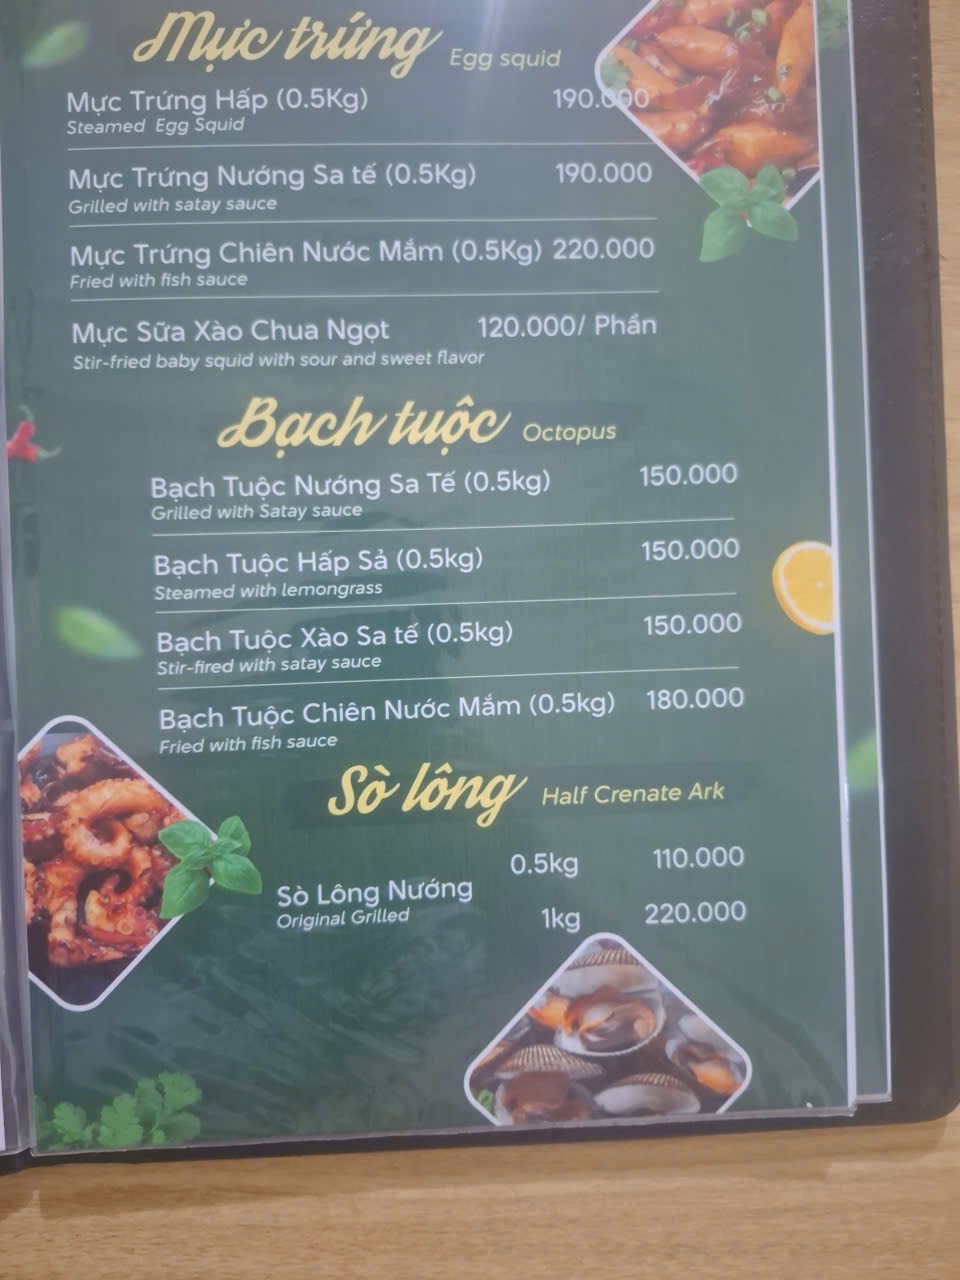 Mực trứng Egg squid
Mực Trứng Hấp (0.5Kg) 190.000
Steamed Egg Squid
Mực Trứng Nướng Sa tế (0.5Kg) 190.000
Grilled with satay sauce
Mực Trứng Chiên Nước Mắm (0.5Kg) 220.000
Fried with fish sauce
Mực Sữa Xào Chua Ngọt 120.000/ Phần
Stir-fried baby squid with sour and sweet flavor
Bạch tuộc Octopus
Bạch Tuộc Nướng Sa Tế (0.5kg) 150.000
Grilled with Satay sauce
Bạch Tuộc Hấp Sả (0.5kg) 150.000
Steamed with lemongrass
Bạch Tuộc Xào Sa tế (0.5kg) 150.000
Stir-fired with satay sauce
Bạch Tuộc Chiên Nước Mắm (0.5kg) 180.000
Fried with fish sauce
Sò lông Half Crenate Ark
0.5kg 110.000
Sò Lông Nướng
Original Grilled
1kg 220.000